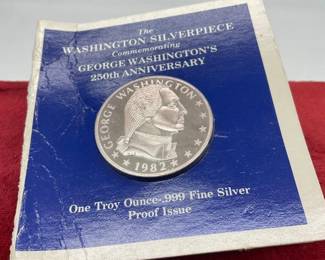 The
WASHINGTON SILVERPIECE
Commemorating
GEORGE WASHINGTON'S
250th ANNIVERSARY
GEORGE WASHINGTON
1982
One Troy Ounce-.999 Fine Silver
Proof Issue